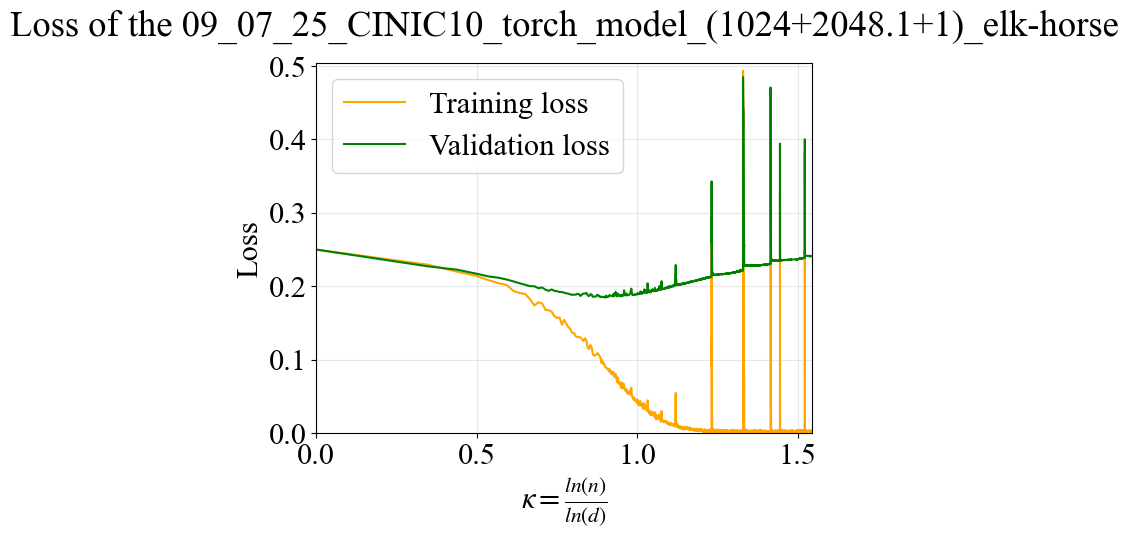 Loss of the 09_07_25_CINIC10_torch_model_(1024+2048.1+1)_elk-horse
0.5
Training loss
0.4
Validation loss
0.3
Loss
0.2
0.1
0.0
0.0 0.5 1.0 1.5
κ = ln(n)/ln(d)